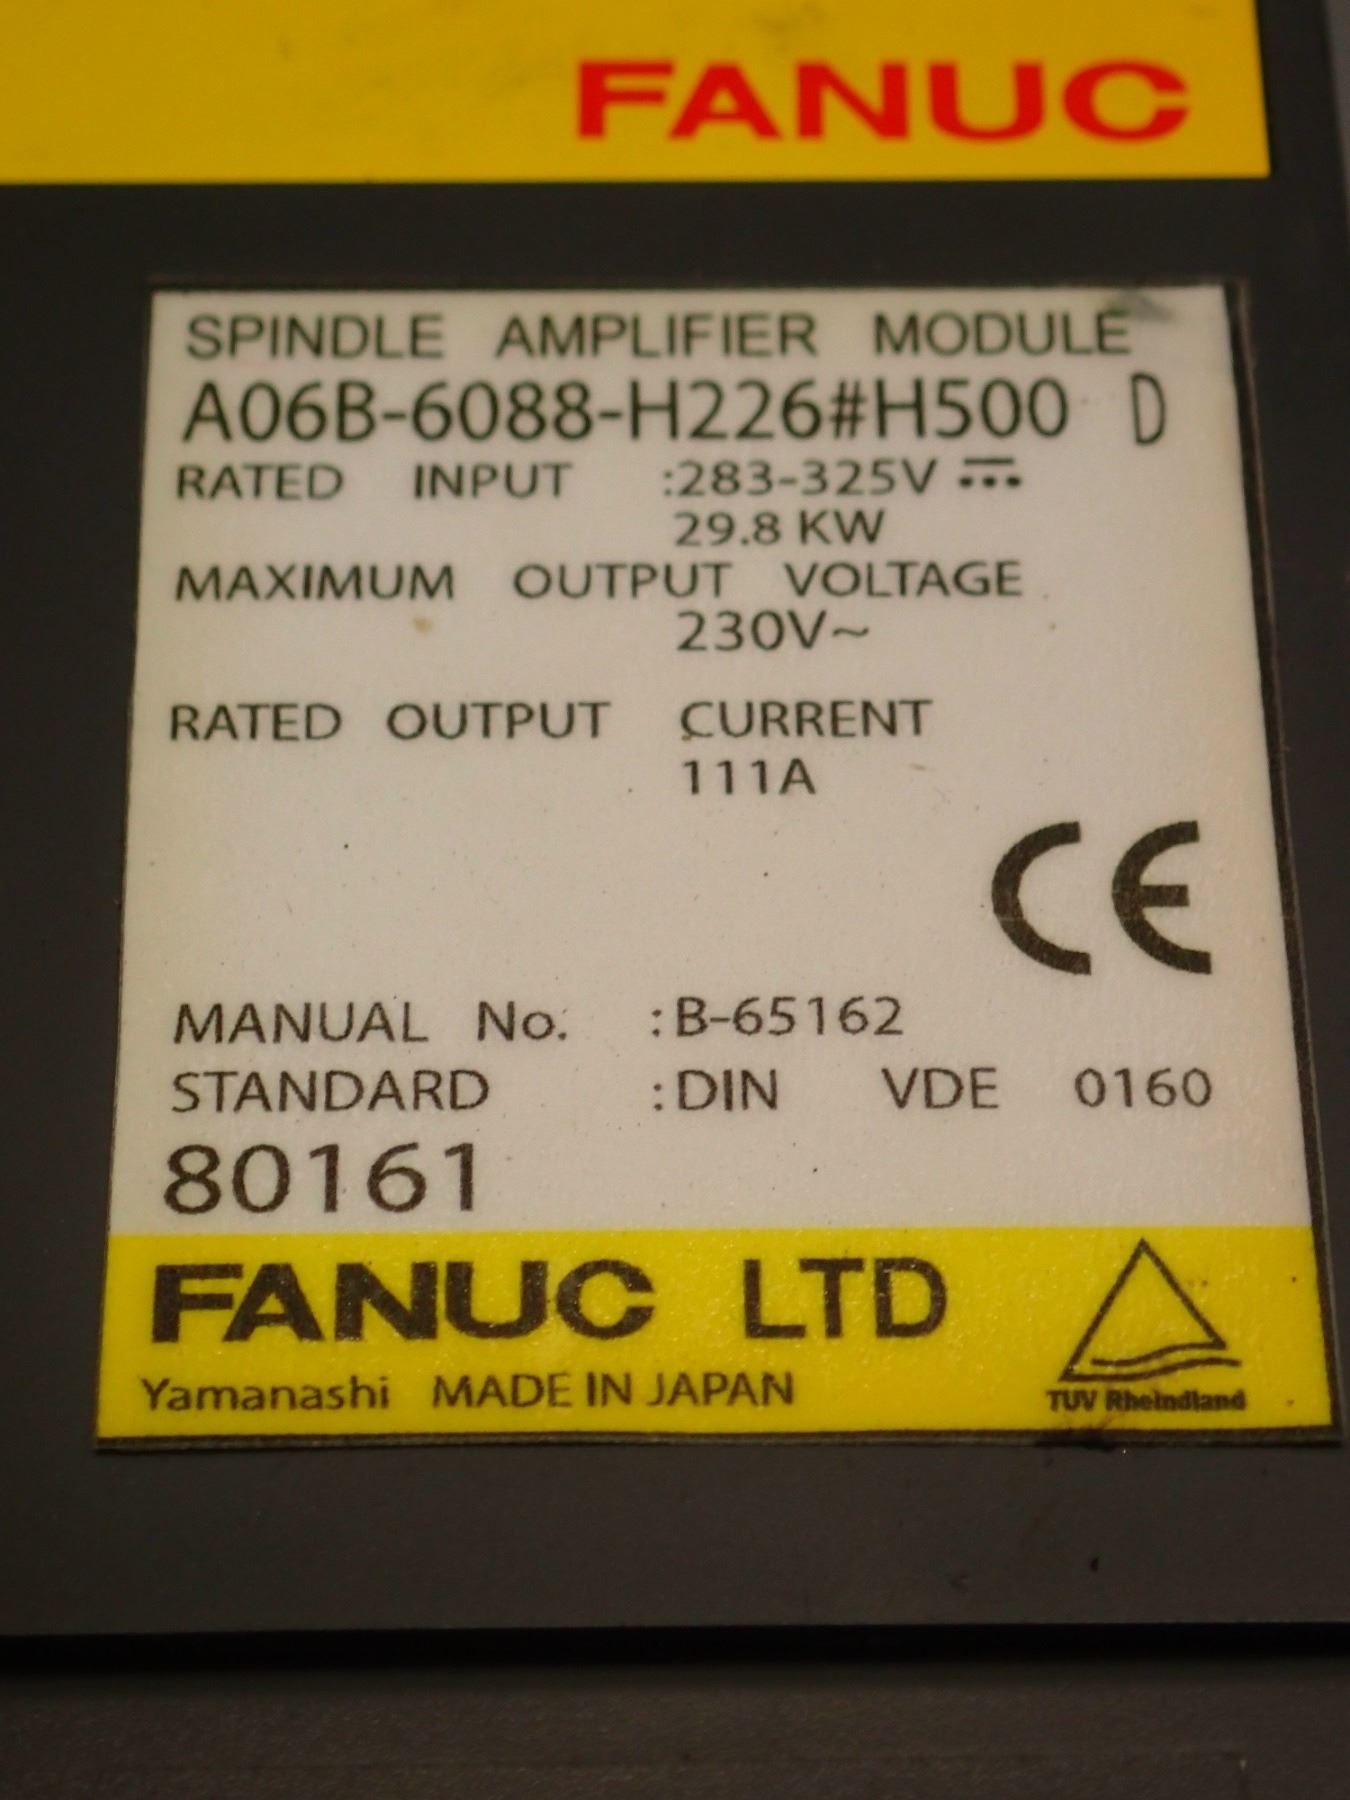 FANUC
SPINDLE AMPLIFIER MODULE
A06B-6088-H226#H500 D
RATED INPUT :283-325V ⎓
29.8 KW
MAXIMUM OUTPUT VOLTAGE
230V~
RATED OUTPUT CURRENT
111A
CE
MANUAL No. :B-65162
STANDARD :DIN VDE 0160
80161
FANUC LTD
Yamanashi MADE IN JAPAN
TUV Rheindland